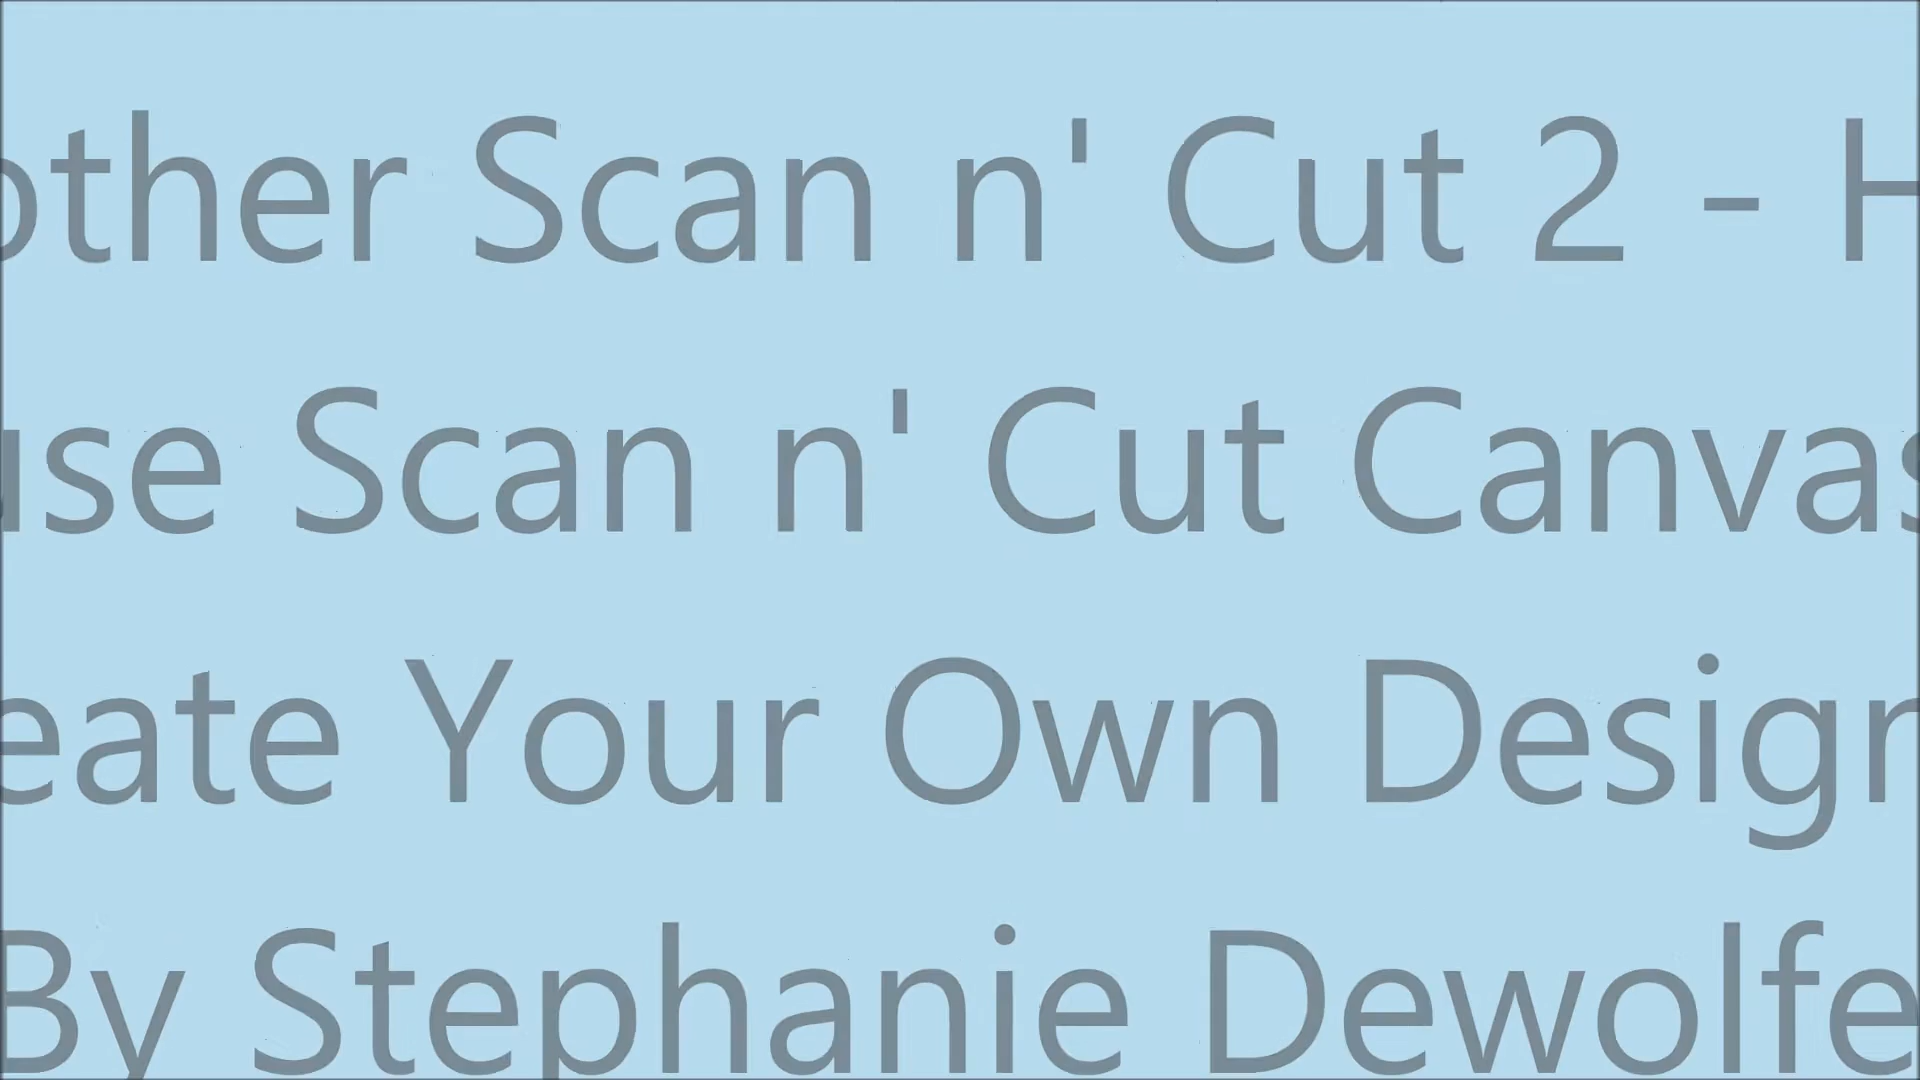 other Scan n' Cut 2 - H
use Scan n' Cut Canvas
eate Your Own Design
By Stephanie Dewolfe